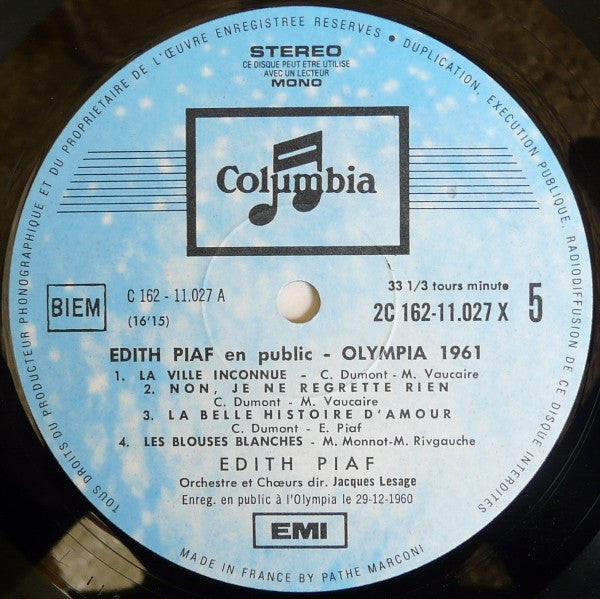 TOUS DROITS DU PRODUCTEUR PHONOGRAPHIQUE ET DU PROPRIETAIRE DE L'ŒUVRE ENREGISTREE RESERVES • DUPLICATION, EXECUTION PUBLIQUE, RADIODIFFUSION DE CE DISQUE INTERDITES
STEREO
CE DISQUE PEUT ETRE UTILISE
AVEC UN LECTEUR
MONO
Columbia
BIEM
C 162 - 11.027 A
(16'15)
33 1/3 tours minute
2C 162-11.027 X 5
EDITH PIAF en public - OLYMPIA 1961
1. LA VILLE INCONNUE - C. Dumont - M. Vaucaire
2. NON, JE NE REGRETTE RIEN
C. Dumont - M. Vaucaire
3. LA BELLE HISTOIRE D'AMOUR
C. Dumont - E. Piaf
4. LES BLOUSES BLANCHES - M. Monnot-M. Rivgauche
EDITH PIAF
Orchestre et Chœurs dir. Jacques Lesage
Enreg. en public à l'Olympia le 29-12-1960
EMI
MADE IN FRANCE BY PATHE MARCONI